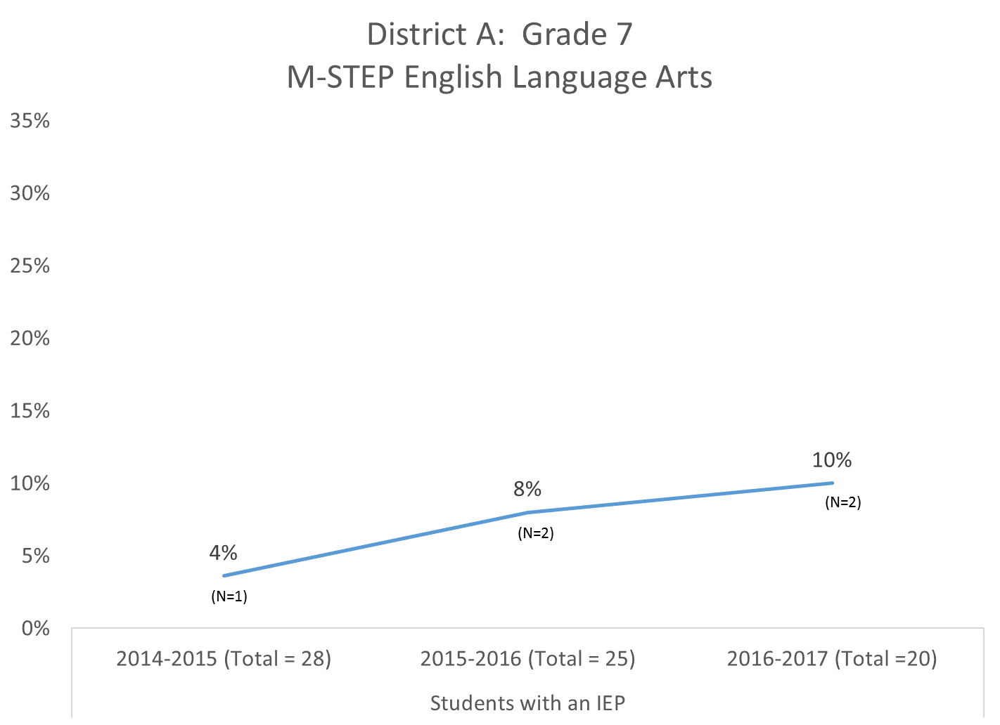 District A:  Grade 7
M-STEP English Language Arts
35%
30%
25%
20%
15%
10%
5%
0%
4%
(N=1)
8%
(N=2)
10%
(N=2)
2014-2015 (Total = 28)
2015-2016 (Total = 25)
2016-2017 (Total =20)
Students with an IEP